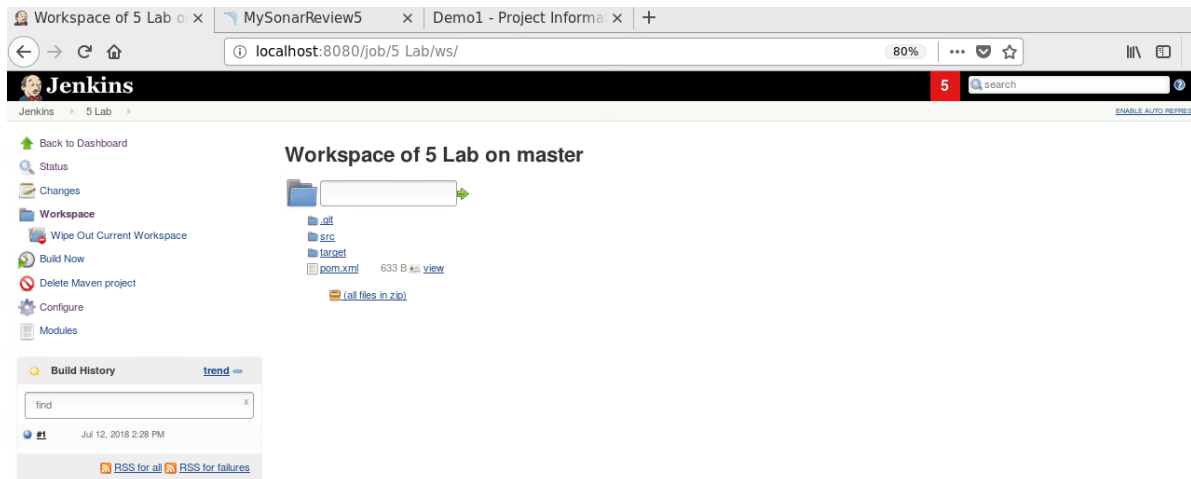 Workspace of 5 Lab o
MySonarReview5
Demo1 - Project Informa
localhost:8080/job/5 Lab/ws/
80%
Jenkins
5
search
Jenkins
5 Lab
ENABLE AUTO REFRES
Back to Dashboard
Status
Changes
Workspace
Wipe Out Current Workspace
Build Now
Delete Maven project
Configure
Modules
Build History
trend
find
x
#1
Jul 12, 2018 2:28 PM
RSS for all
RSS for failures
Workspace of 5 Lab on master
.git
src
target
pom.xml 633 B view
(all files in zip)